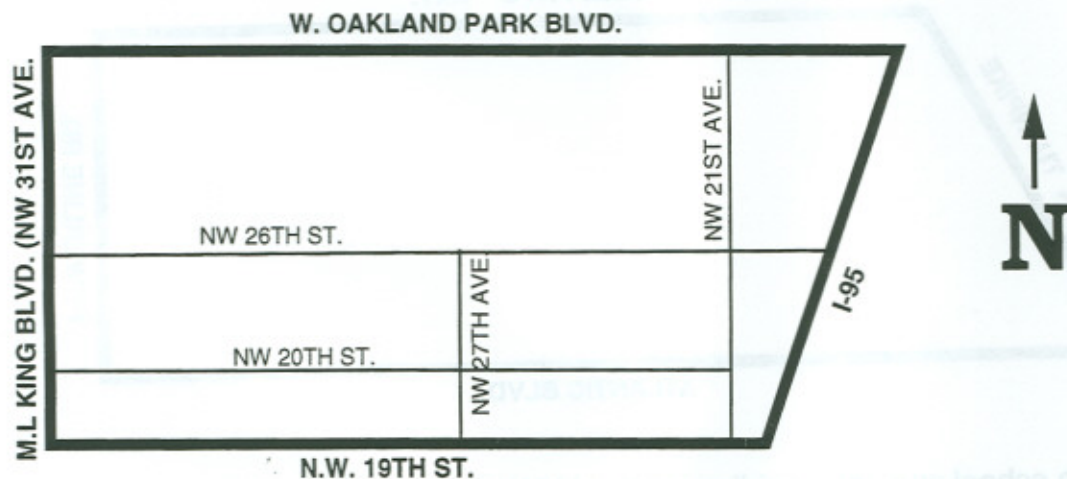 W. OAKLAND PARK BLVD.
M.L KING BLVD. (NW 31ST AVE.
NW 21ST AVE.
N
NW 26TH ST.
NW 27TH AVE
I-95
NW 20TH ST.
N.W. 19TH ST.